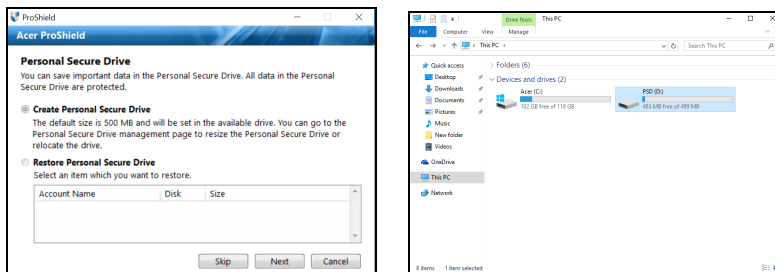 ProShield
Acer ProShield
Personal Secure Drive
You can save important data in the Personal Secure Drive. All data in the Personal
Secure Drive are protected.
Create Personal Secure Drive
The default size is 500 MB and will be set in the available drive. You can go to the
Personal Secure Drive management page to resize the Personal Secure Drive or
relocate the drive.
Restore Personal Secure Drive
Select an item which you want to restore.
Account Name Disk Size
Skip Next Cancel
Drive Tools This PC
File Computer View Manage
This PC
Search This PC
Quick access
Desktop
Downloads
Documents
Pictures
Music
New folder
Videos
OneDrive
This PC
Network
Folders (6)
Devices and drives (2)
Acer (C:)
102 GB free of 118 GB
PSD (D:)
483 MB free of 499 MB
8 items 1 item selected